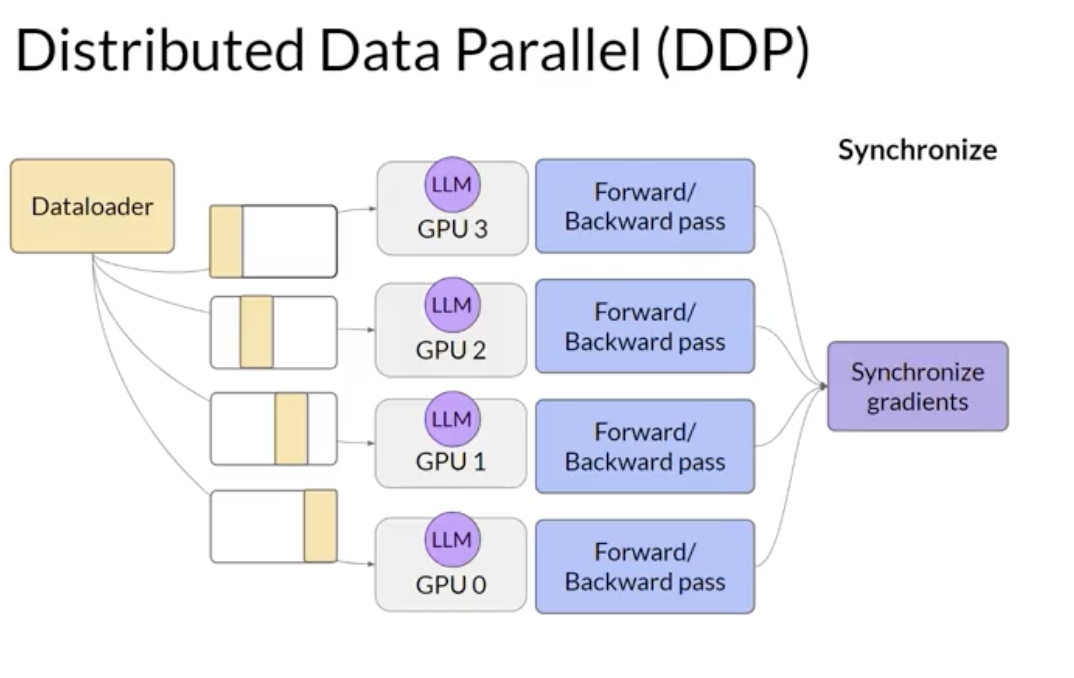 Distributed Data Parallel (DDP)
Synchronize
Dataloader
LLM
GPU 3
Forward/
Backward pass
LLM
GPU 2
Forward/
Backward pass
LLM
GPU 1
Forward/
Backward pass
LLM
GPU 0
Forward/
Backward pass
Synchronize
gradients